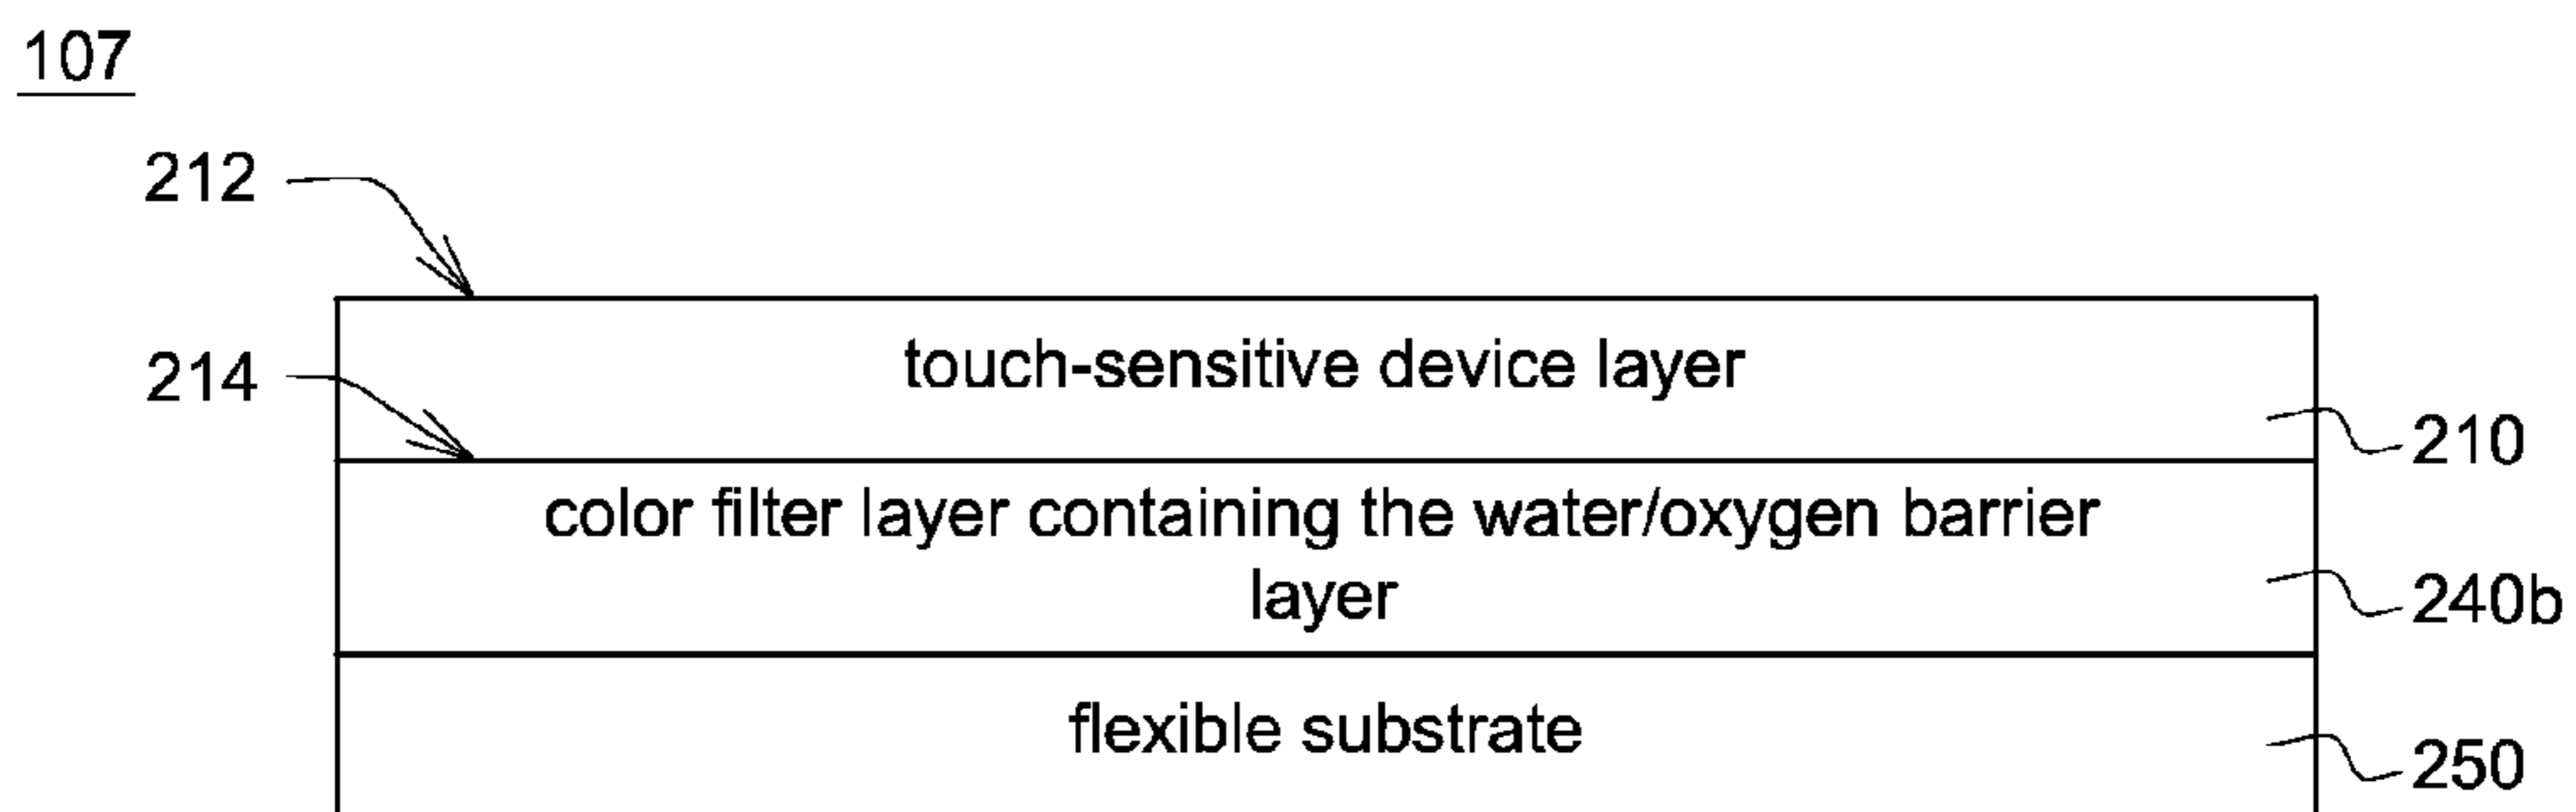 107
212
touch-sensitive device layer
214
210
color filter layer containing the water/oxygen barrier
layer
240b
flexible substrate
250